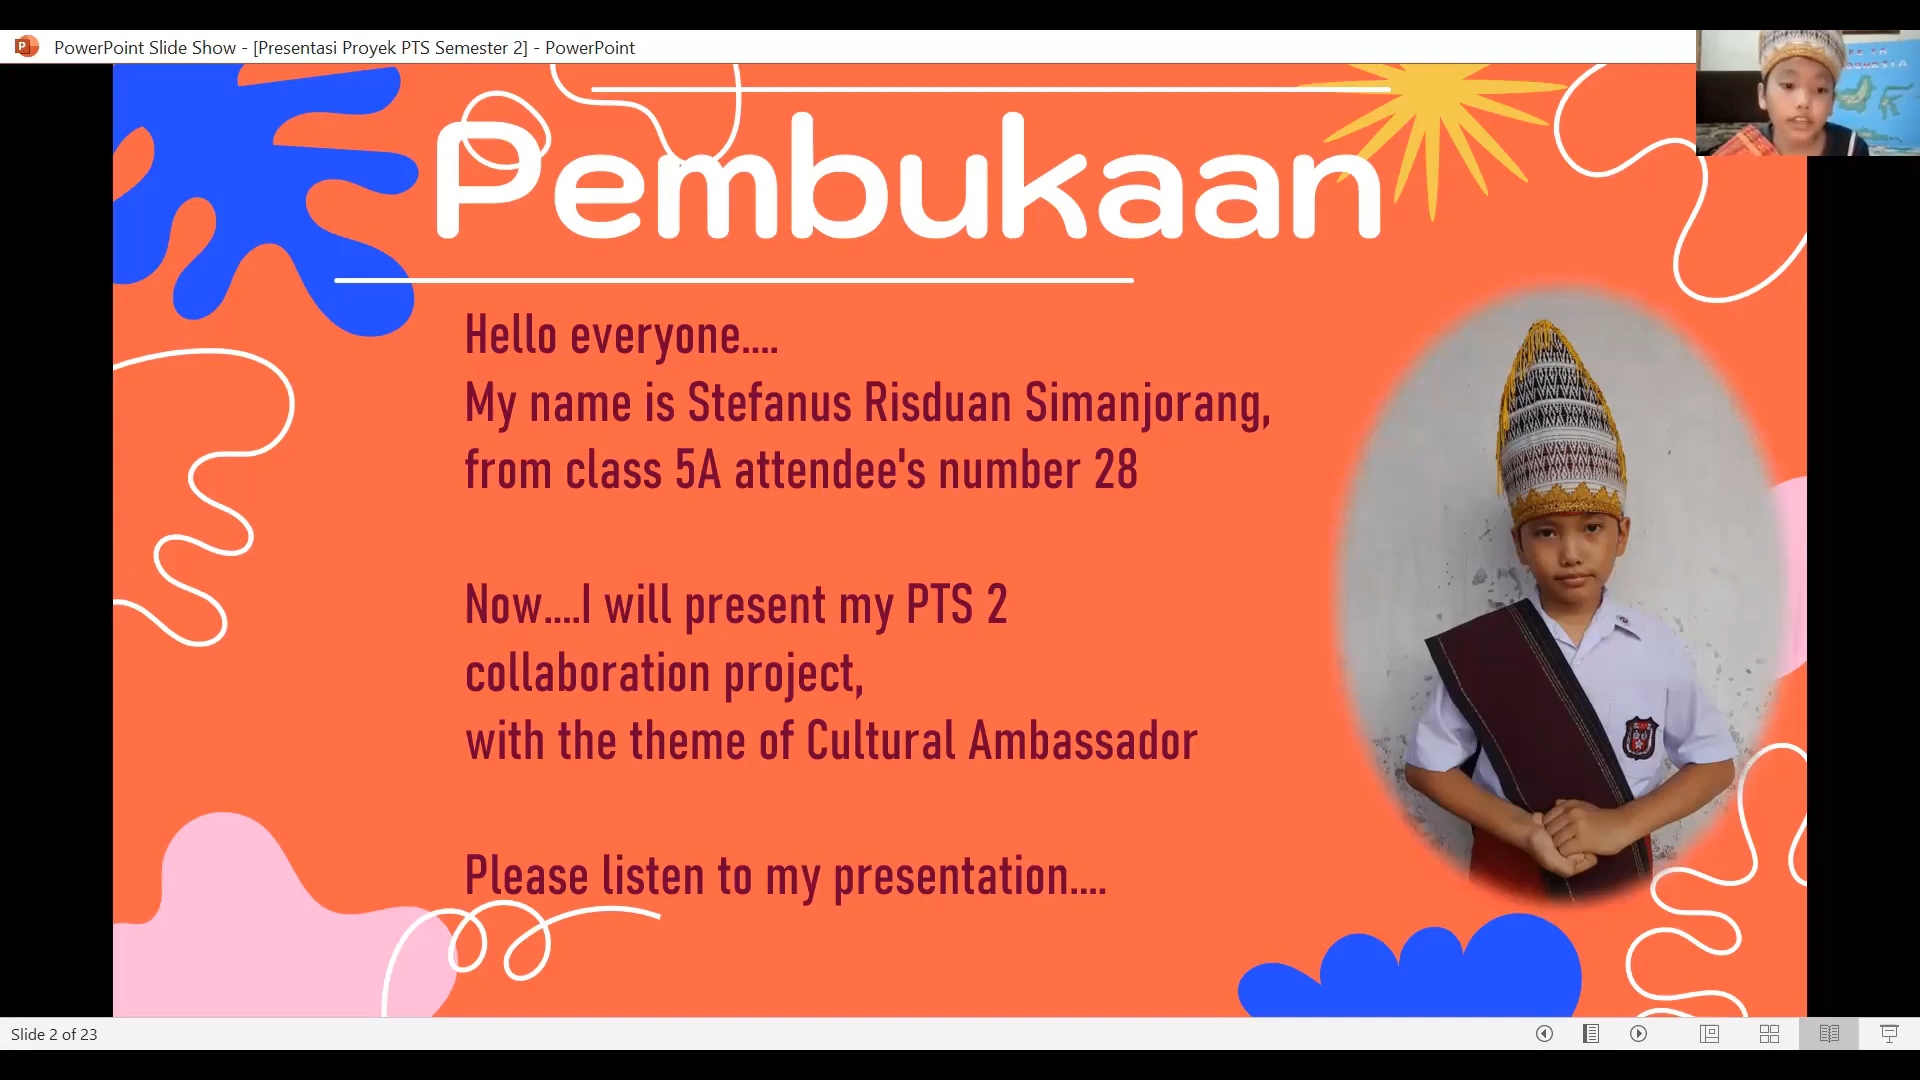 PowerPoint Slide Show - [Presentasi Proyek PTS Semester 2] - PowerPoint
Pembukaan
Hello everyone....
My name is Stefanus Risduan Simanjorang,
from class 5A attendee's number 28
Now....I will present my PTS 2
collaboration project,
with the theme of Cultural Ambassador
Please listen to my presentation....
Slide 2 of 23